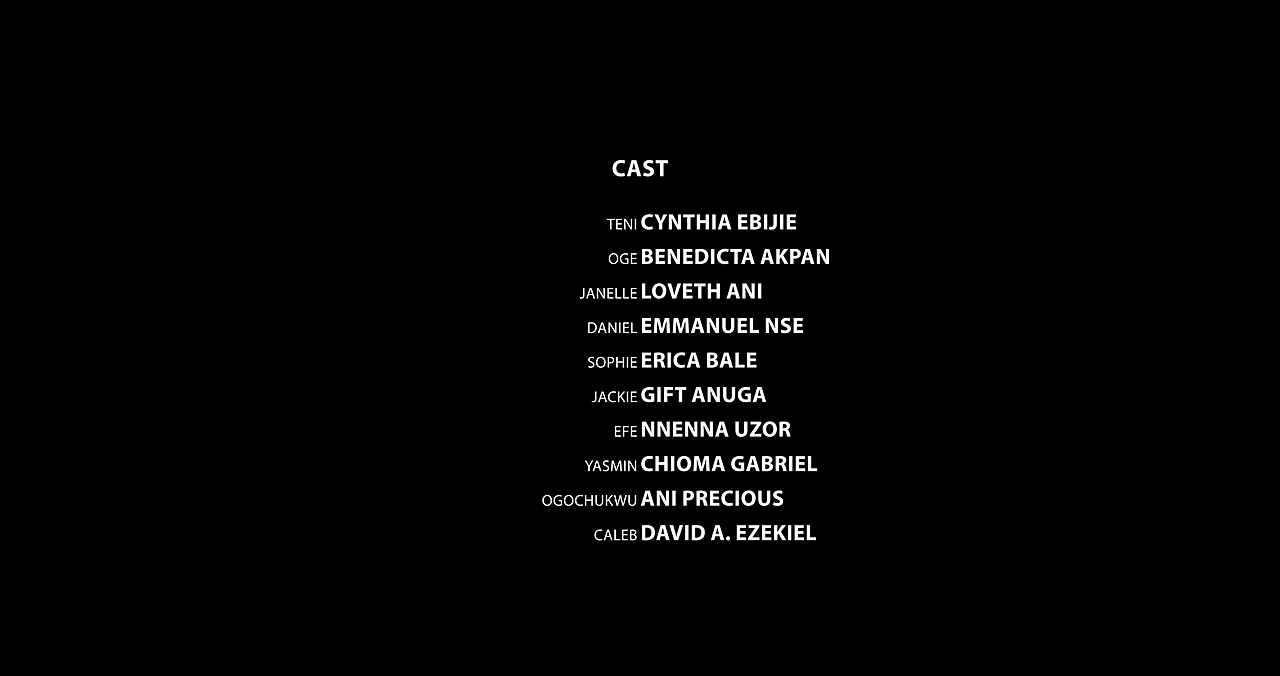 CAST
TENI CYNTHIA EBIJIE
OGE BENEDICTA AKPAN
JANELLE LOVETH ANI
DANIEL EMMANUEL NSE
SOPHIE ERICA BALE
JACKIE GIFT ANUGA
EFE NNENNA UZOR
YASMIN CHIOMA GABRIEL
OGOCHUKWU ANI PRECIOUS
CALEB DAVID A. EZEKIEL